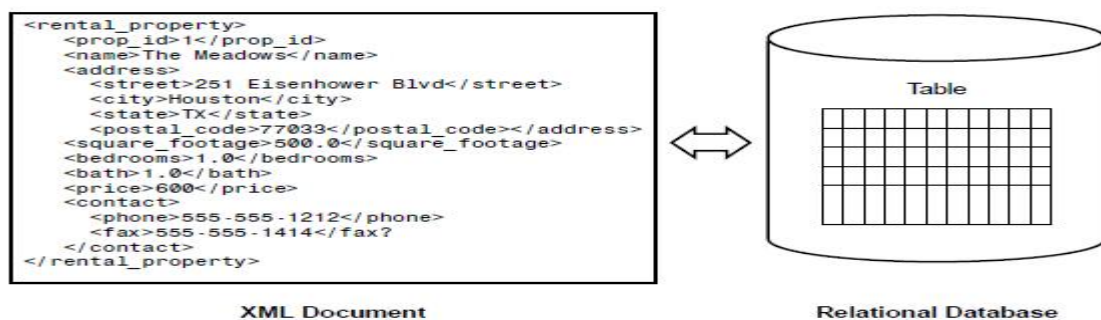 <rental_property>
<prop_id>1</prop_id>
<name>The Meadows</name>
<address>
<street>251 Eisenhower Blvd</street>
<city>Houston</city>
<state>TX</state>
<postal_code>77033</postal_code></address>
<square_footage>500.0</square_footage>
<bedrooms>1.0</bedrooms>
<bath>1.0</bath>
<price>600</price>
<contact>
<phone>555-555-1212</phone>
<fax>555-555-1414</fax?
</contact>
</rental_property>
XML Document
Table
Relational Database